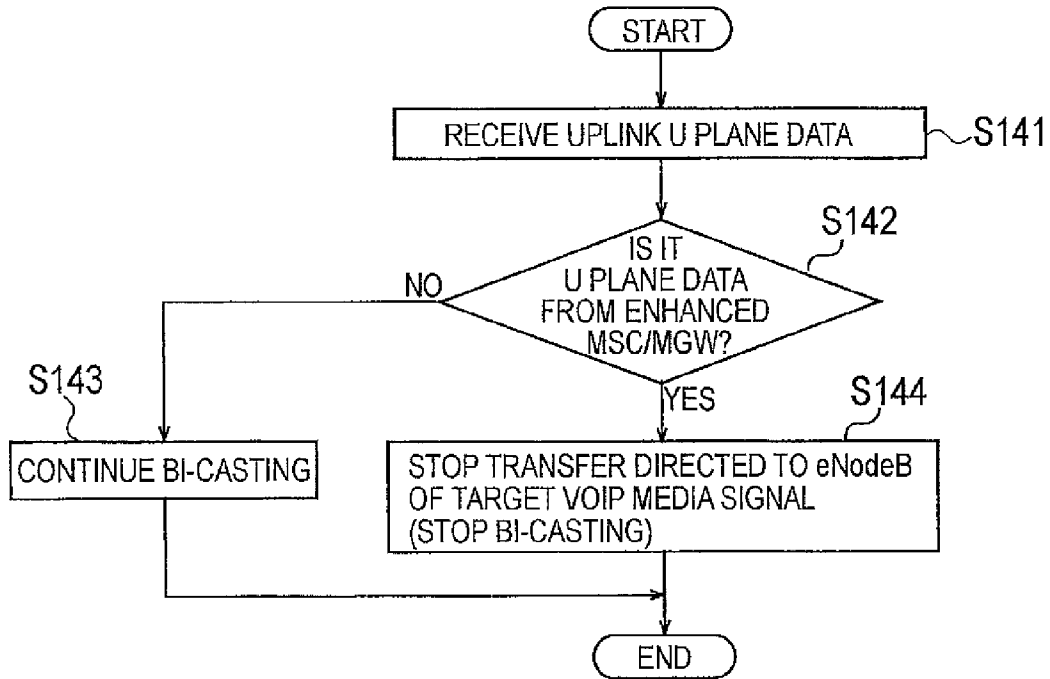 START
RECEIVE UPLINK U PLANE DATA
S141
S142
IS IT
U PLANE DATA
FROM ENHANCED
MSC/MGW?
NO
YES
S143
CONTINUE BI-CASTING
S144
STOP TRANSFER DIRECTED TO eNodeB
OF TARGET VOIP MEDIA SIGNAL
(STOP BI-CASTING)
END